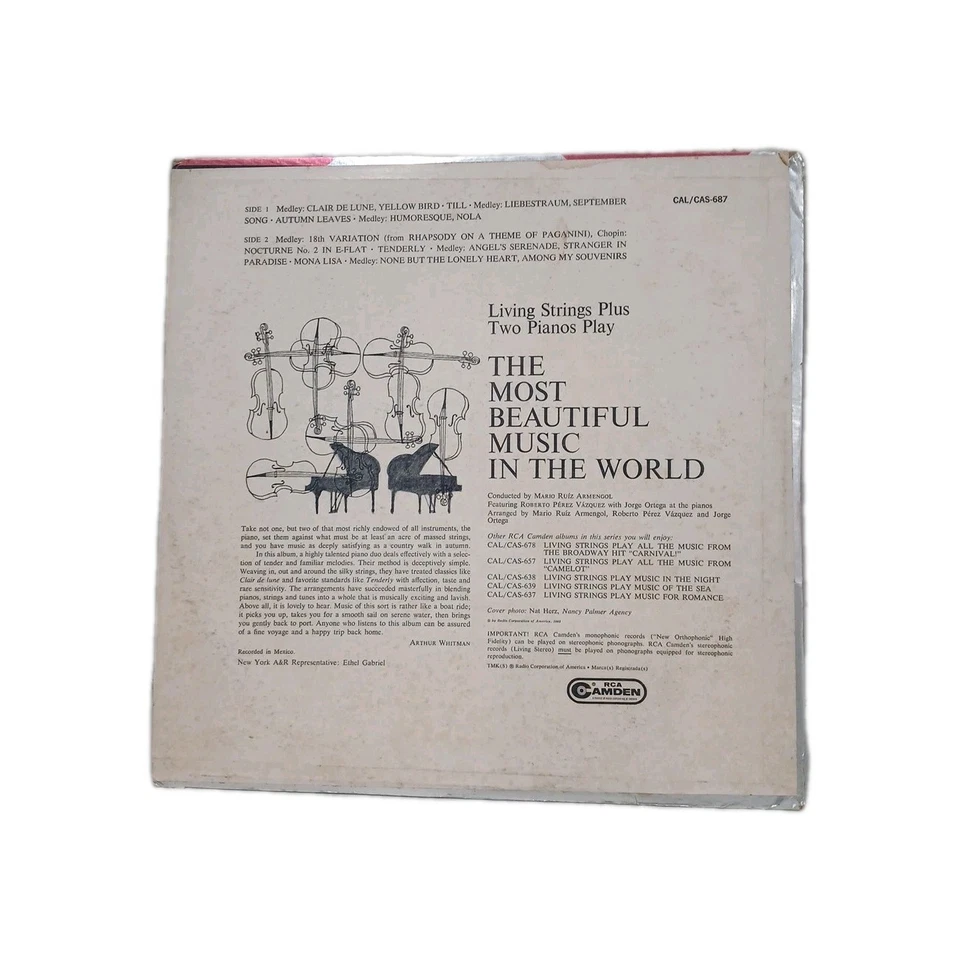 SIDE 1 Medley: CLAIR DE LUNE, YELLOW BIRD • TILL • Medley: LIEBESTRAUM, SEPTEMBER
SONG • AUTUMN LEAVES • Medley: HUMORESQUE, NOLA
CAL/CAS-687
SIDE 2 Medley: 18th VARIATION (from RHAPSODY ON A THEME OF PAGANINI), Chopin:
NOCTURNE No. 2 IN E-FLAT • TENDERLY • Medley: ANGEL'S SERENADE, STRANGER IN
PARADISE • MONA LISA • Medley: NONE BUT THE LONELY HEART, AMONG MY SOUVENIRS
Living Strings Plus
Two Pianos Play
THE
MOST
BEAUTIFUL
MUSIC
IN THE WORLD
Conducted by MARIO RUÍZ ARMENGOL
Featuring ROBERTO PÉREZ VÁZQUEZ with Jorge Ortega at the pianos
Arranged by Mario Ruíz Armengol, Roberto Pérez Vázquez and Jorge
Ortega
Other RCA Camden albums in this series you will enjoy:
CAL/CAS-678 LIVING STRINGS PLAY ALL THE MUSIC FROM
THE BROADWAY HIT "CARNIVAL!"
CAL/CAS-657 LIVING STRINGS PLAY ALL THE MUSIC FROM
"CAMELOT"
CAL/CAS-638 LIVING STRINGS PLAY MUSIC IN THE NIGHT
CAL/CAS-639 LIVING STRINGS PLAY MUSIC OF THE SEA
CAL/CAS-637 LIVING STRINGS PLAY MUSIC FOR ROMANCE
Cover photo: Nat Herz, Nancy Palmer Agency
© by Radio Corporation of America, 1962
IMPORTANT! RCA Camden's monophonic records ("New Orthophonic" High
Fidelity) can be played on stereophonic phonographs. RCA Camden's stereophonic
records (Living Stereo) must be played on phonographs equipped for stereophonic
reproduction.
TMK(S) ® Radio Corporation of America • Marca(s) Registrada(s)
RCA
CAMDEN
Take not one, but two of that most richly endowed of all instruments, the
piano, set them against what must be at least an acre of massed strings,
and you have music as deeply satisfying as a country walk in autumn.
In this album, a highly talented piano duo deals effectively with a selec-
tion of tender and familiar melodies. Their method is deceptively simple.
Weaving in, out and around the silky strings, they have treated classics like
Clair de lune and favorite standards like Tenderly with affection, taste and
rare sensitivity. The arrangements have succeeded masterfully in blending
pianos, strings and tunes into a whole that is musically exciting and lavish.
Above all, it is lovely to hear. Music of this sort is rather like a boat ride;
it picks you up, takes you for a smooth sail on serene water, then brings
you gently back to port. Anyone who listens to this album can be assured
of a fine voyage and a happy trip back home.
ARTHUR WHITMAN
Recorded in Mexico.
New York A&R Representative: Ethel Gabriel